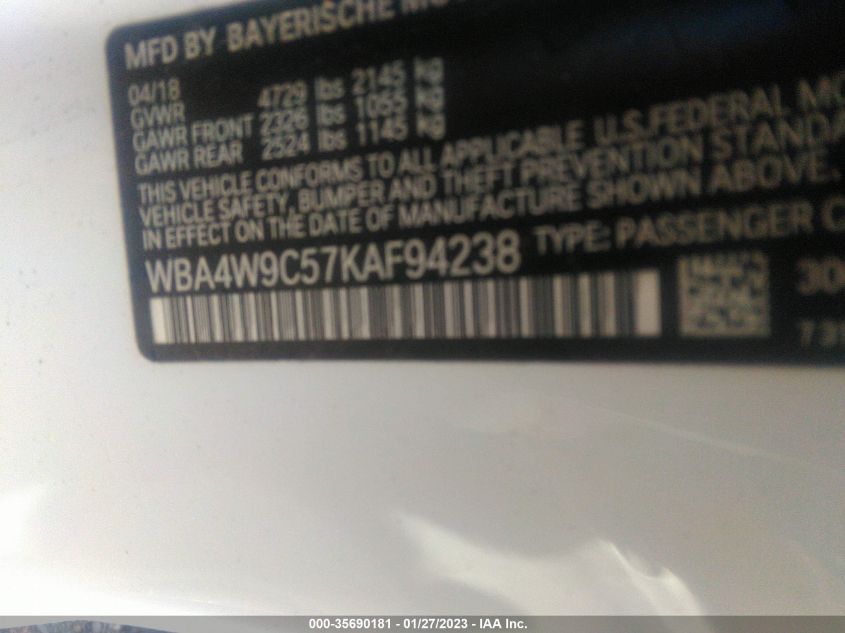 MFD BY BAYERISCHE
04/18
GVWR 4729 lbs 2145 kg
GAWR FRONT 2326 lbs 1055 kg
GAWR REAR 2524 lbs 1145 kg
THIS VEHICLE CONFORMS TO ALL APPLICABLE U.S.FEDERAL
VEHICLE SAFETY, BUMPER AND THEFT PREVENTION
IN EFFECT ON THE DATE OF MANUFACTURE SHOWN ABOVE.
WBA4W9C57KAF94238 TYPE: PASSENGER
000-35690181 - 01/27/2023 - IAA Inc.